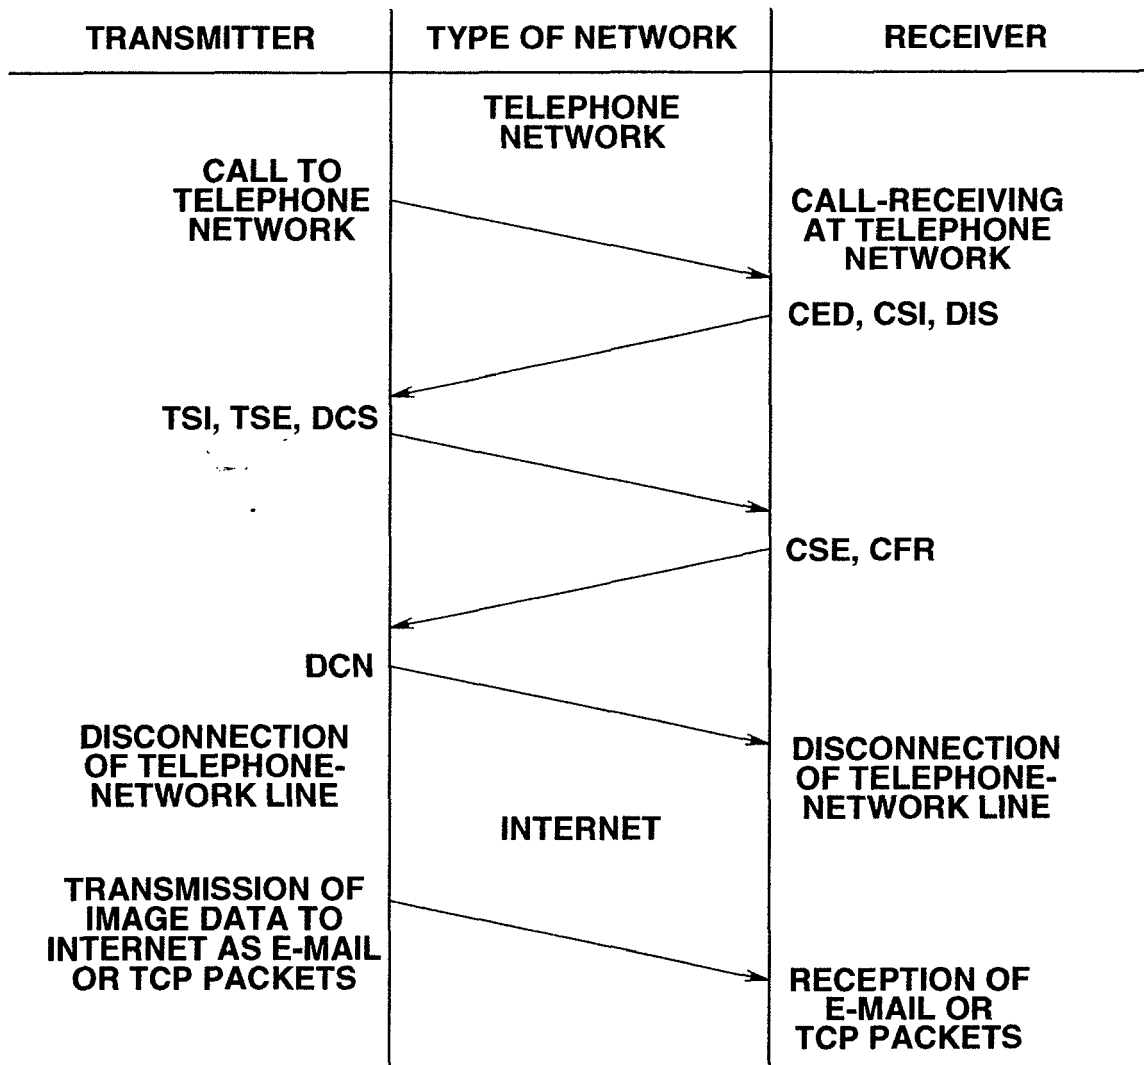 TRANSMITTER
TYPE OF NETWORK
RECEIVER
TELEPHONE
NETWORK
CALL TO
TELEPHONE
NETWORK
CALL-RECEIVING
AT TELEPHONE
NETWORK
CED, CSI, DIS
TSI, TSE, DCS
CSE, CFR
DCN
DISCONNECTION
OF TELEPHONE-
NETWORK LINE
DISCONNECTION
OF TELEPHONE-
NETWORK LINE
INTERNET
TRANSMISSION OF
IMAGE DATA TO
INTERNET AS E-MAIL
OR TCP PACKETS
RECEPTION OF
E-MAIL OR
TCP PACKETS